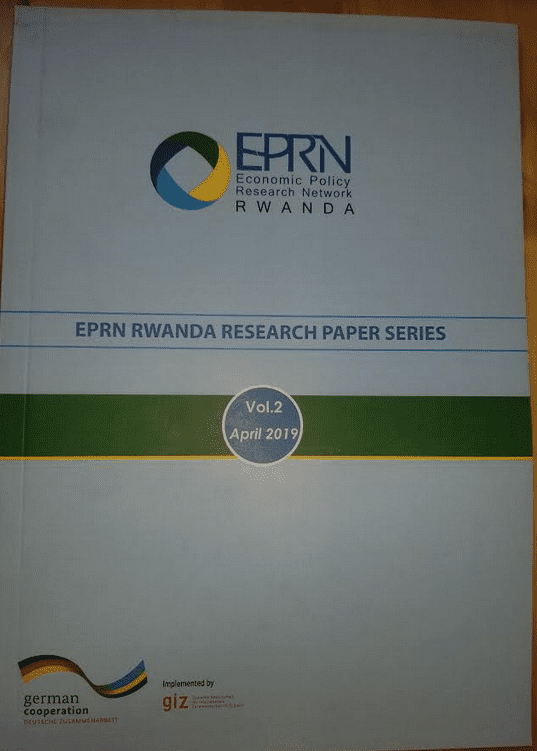 EPRN
Economic Policy
Research Network
RWANDA
EPRN RWANDA RESEARCH PAPER SERIES
Vol.2
April 2019
german
cooperation
DEUTSCHE ZUSAMMENARBEIT
Implemented by
giz